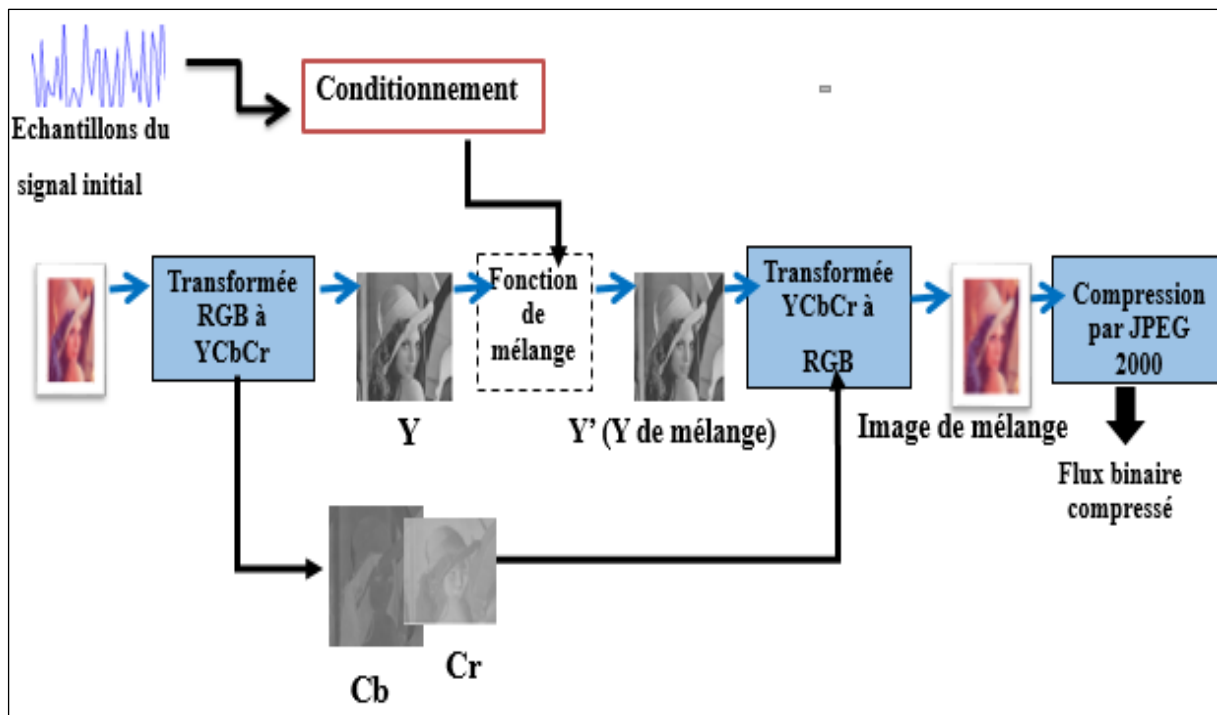 Echantillons du
signal initial
Conditionnement
Transformée
RGB à
YCbCr
Y
Fonction
de
mélange
Y’ (Y de mélange)
Transformée
YCbCr à
RGB
Image de mélange
Compression
par JPEG
2000
Flux binaire
compressé
Cb
Cr